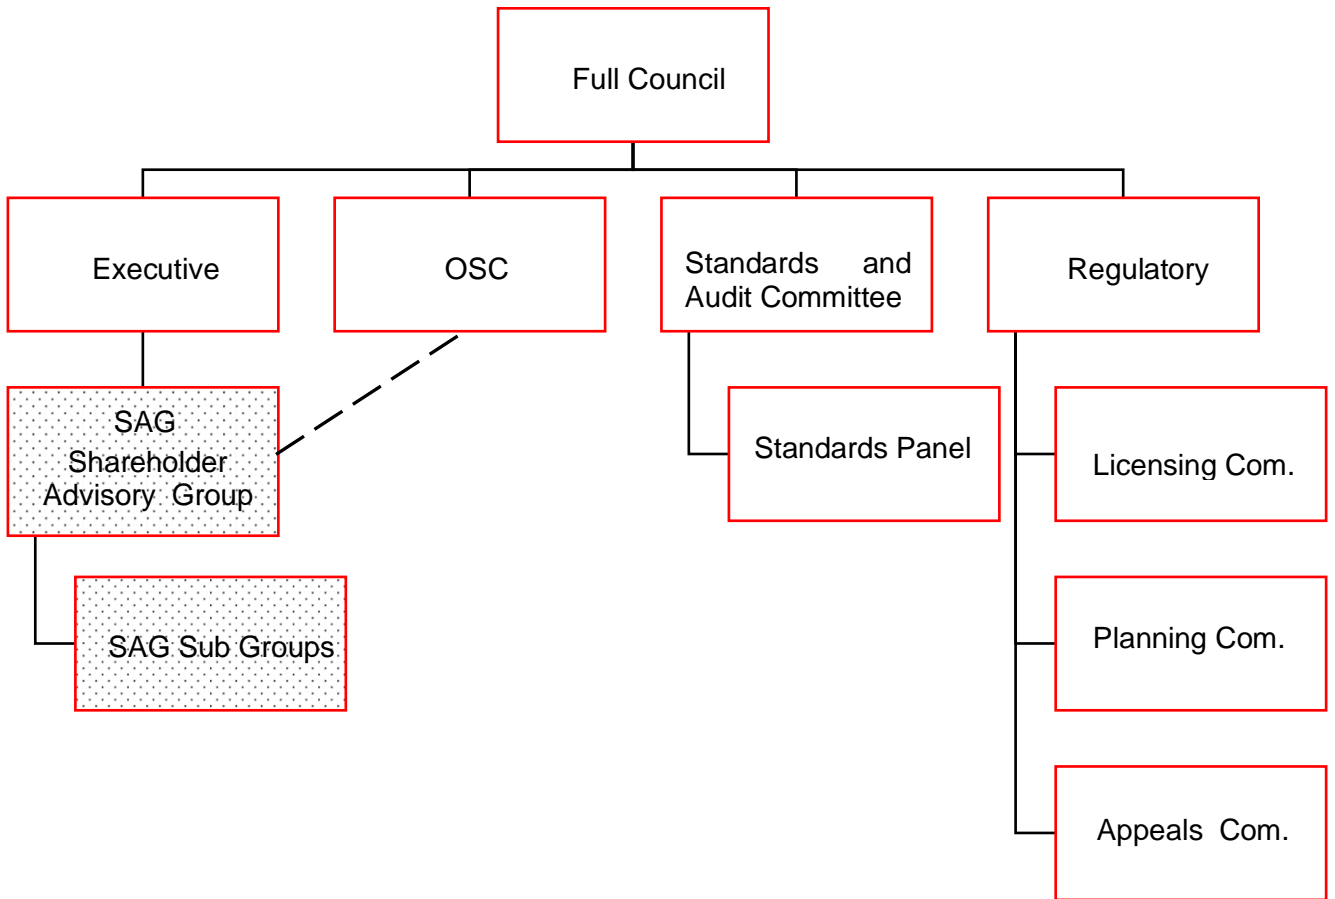 Full Council
Executive
OSC
Standards and
Audit Committee
Regulatory
SAG
Shareholder
Advisory Group
Standards Panel
Licensing Com.
SAG Sub Groups
Planning Com.
Appeals Com.